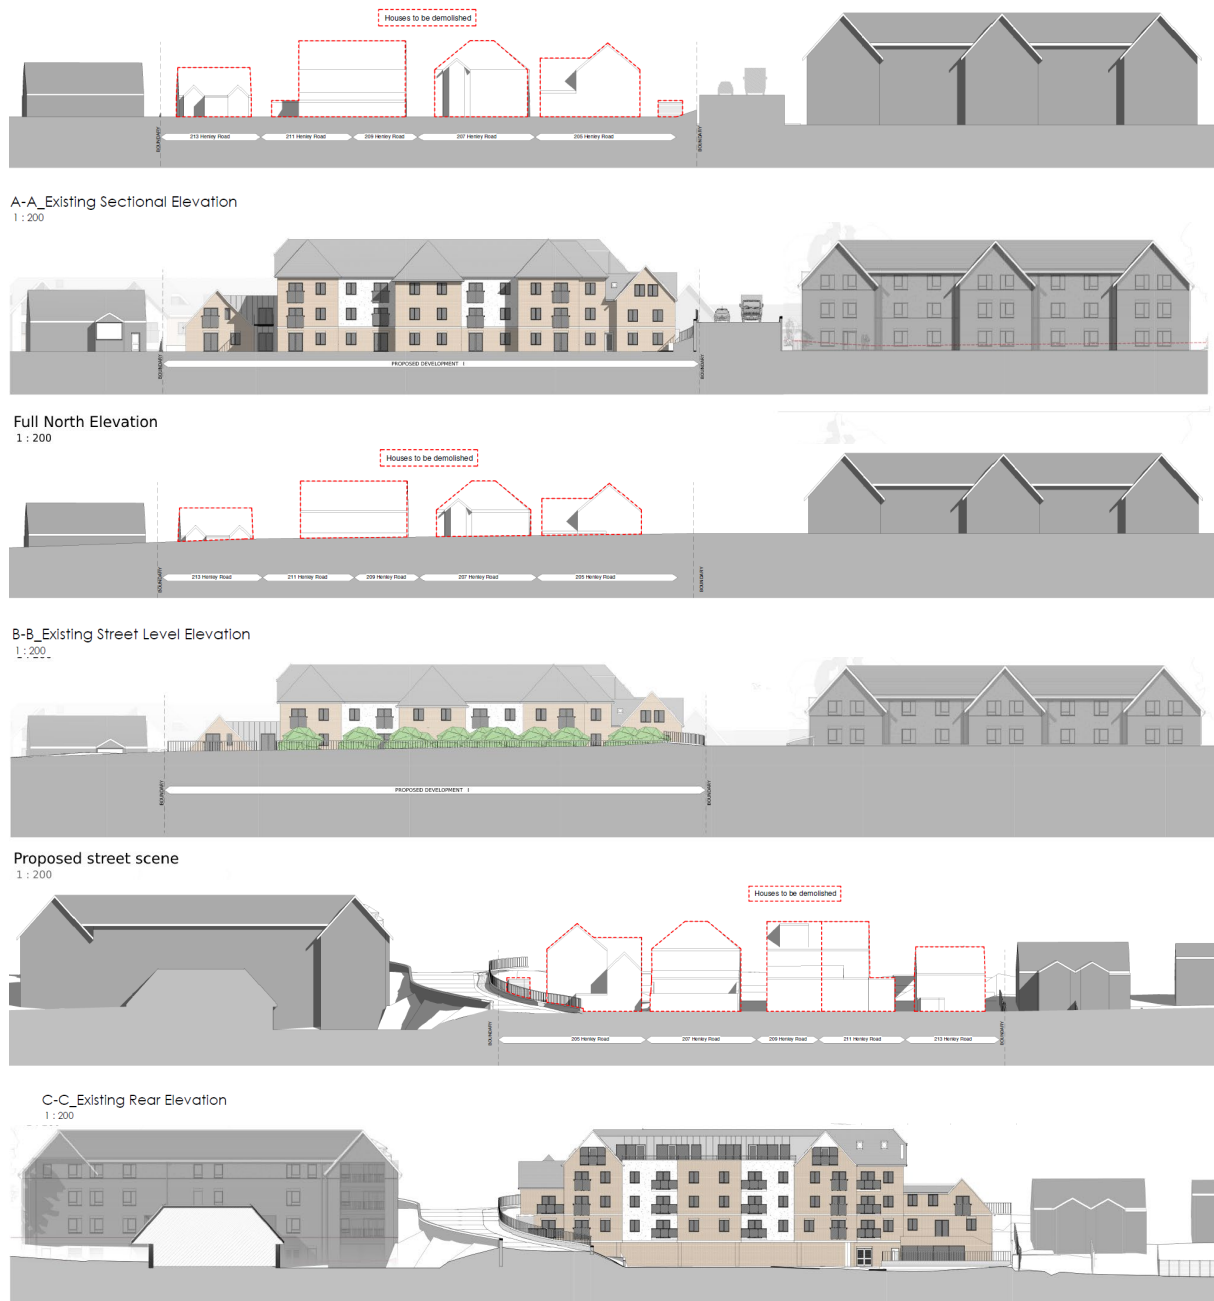 Houses to be demolished
BOUNDARY
213 Henley Road
211 Henley Road
209 Henley Road
207 Henley Road
205 Henley Road
BOUNDARY
A-A_Existing Sectional Elevation
1 : 200
BOUNDARY
PROPOSED DEVELOPMENT 1
BOUNDARY
Full North Elevation
1 : 200
Houses to be demolished
BOUNDARY
213 Henley Road
211 Henley Road
209 Henley Road
207 Henley Road
205 Henley Road
BOUNDARY
B-B_Existing Street Level Elevation
1 : 200
BOUNDARY
PROPOSED DEVELOPMENT 1
BOUNDARY
Proposed street scene
1 : 200
Houses to be demolished
BOUNDARY
205 Henley Road
207 Henley Road
209 Henley Road
211 Henley Road
213 Henley Road
BOUNDARY
C-C_Existing Rear Elevation
1 : 200